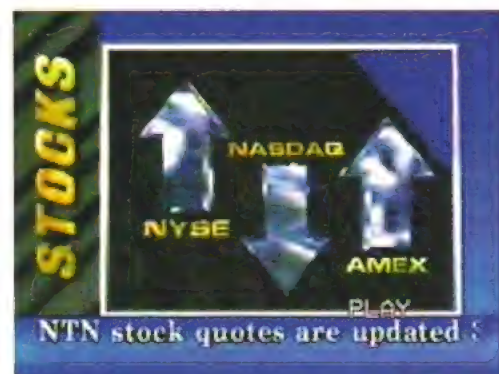 STOCKS
NASDAQ
NYSE
AMEX
PLAY
NTN stock quotes are updated